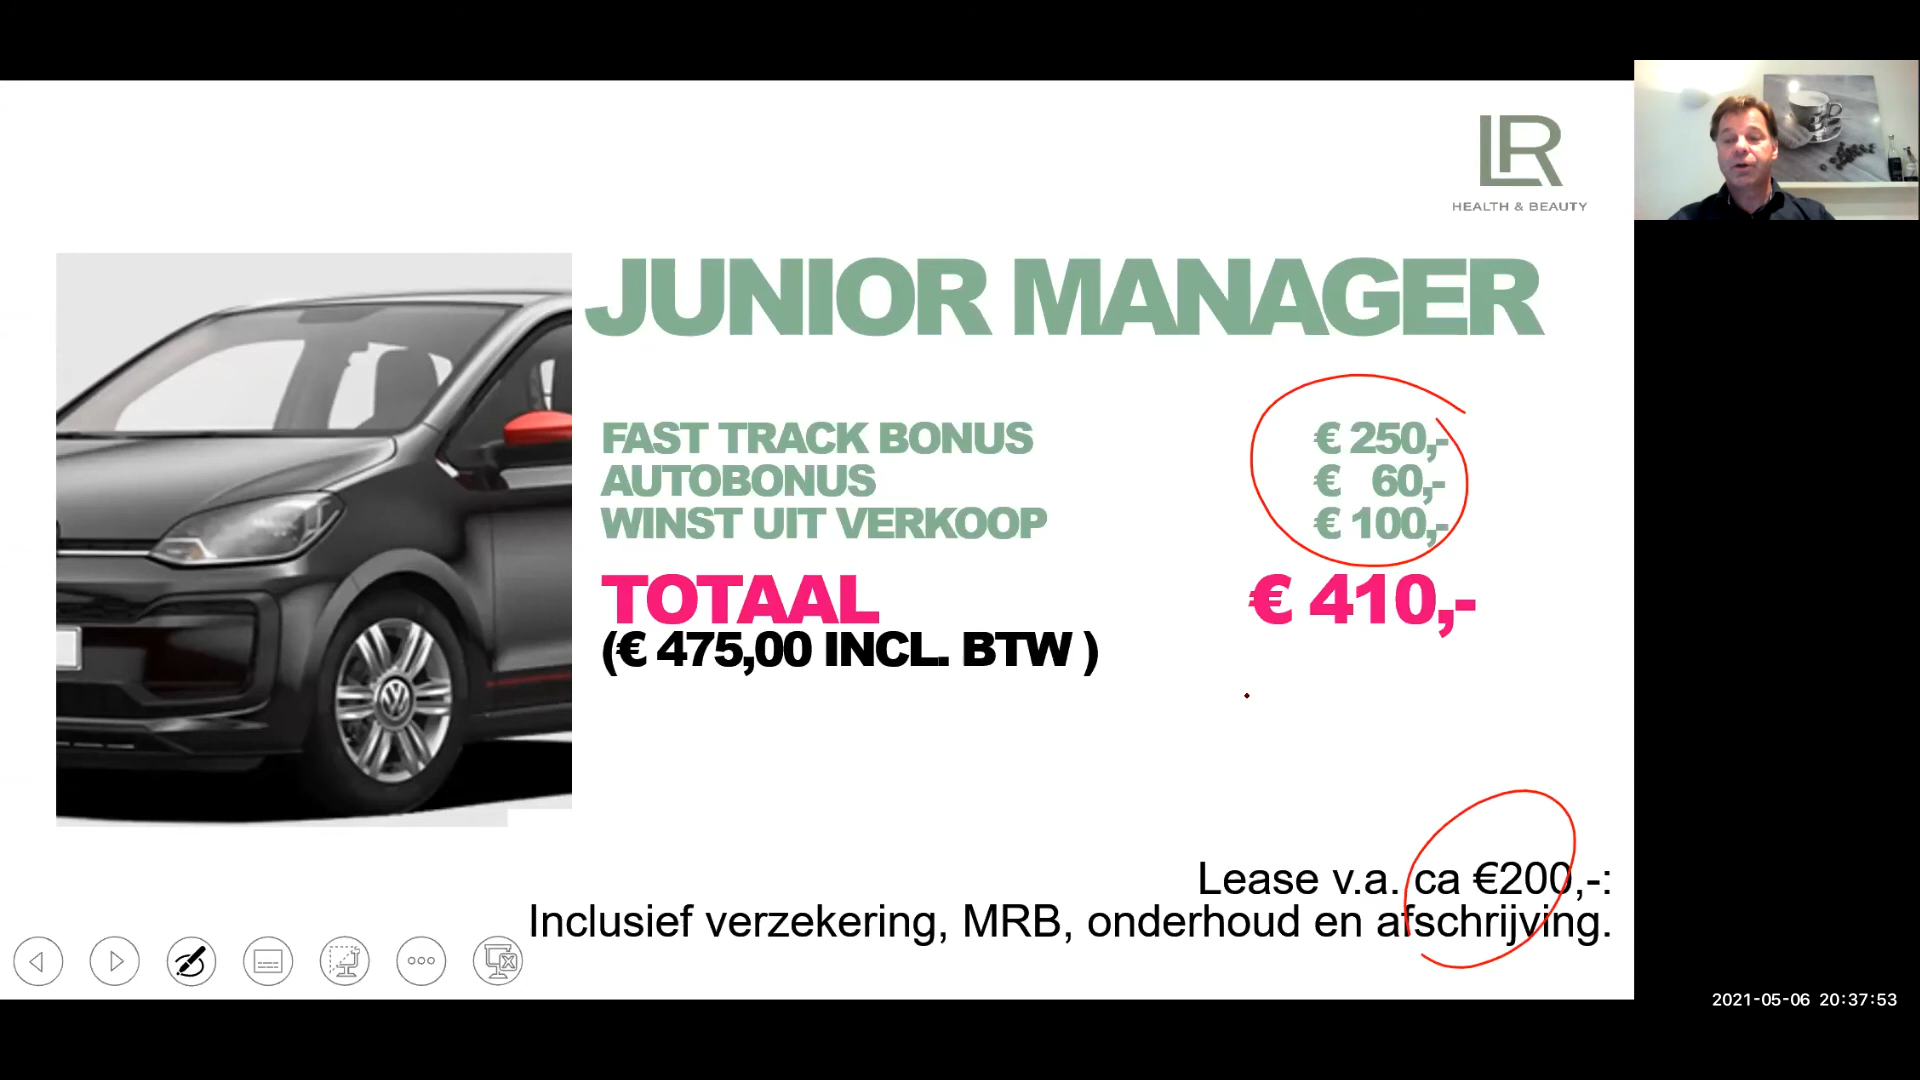 LR
HEALTH & BEAUTY
JUNIOR MANAGER
FAST TRACK BONUS € 250,-
AUTOBONUS € 60,-
WINST UIT VERKOOP € 100,-
TOTAAL € 410,-
(€ 475,00 INCL. BTW )
Lease v.a. ca €200,-:
Inclusief verzekering, MRB, onderhoud en afschrijving.
2021-05-06 20:37:53